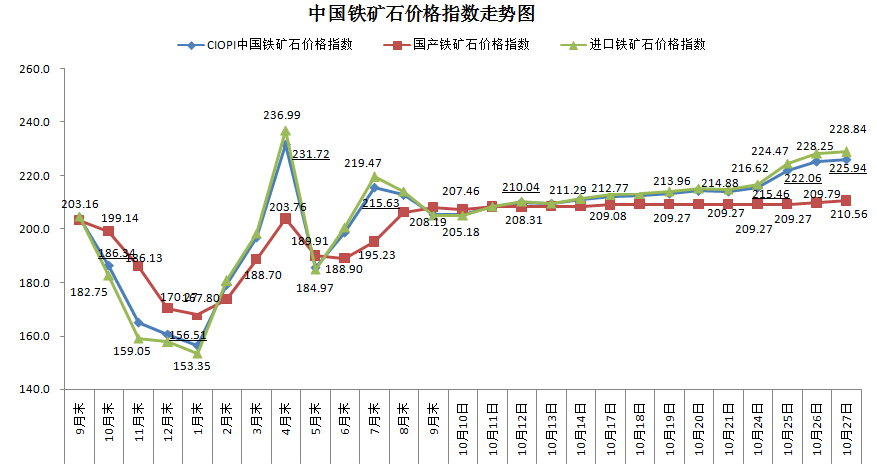 中国铁矿石价格指数走势图
CIOPI中国铁矿石价格指数 国产铁矿石价格指数 进口铁矿石价格指数
260.0
240.0
220.0
200.0
180.0
160.0
140.0
203.16
199.14
186.34
186.13
182.75
170.27
167.80
159.05
156.51
153.35
188.70
236.99
231.72
203.76
189.91
184.97
188.90
219.47
215.63
195.23
208.19
207.46
205.18
210.04
208.31
211.29
212.77
209.08
213.96
209.27
214.88
209.27
216.62
215.46
209.27
224.47
222.06
209.27
228.25
209.79
228.84
225.94
210.56
9月末
10月末
11月末
12月末
1月末
2月末
3月末
4月末
5月末
6月末
7月末
8月末
9月末
10月10日
10月11日
10月12日
10月13日
10月14日
10月17日
10月18日
10月19日
10月20日
10月21日
10月24日
10月25日
10月26日
10月27日